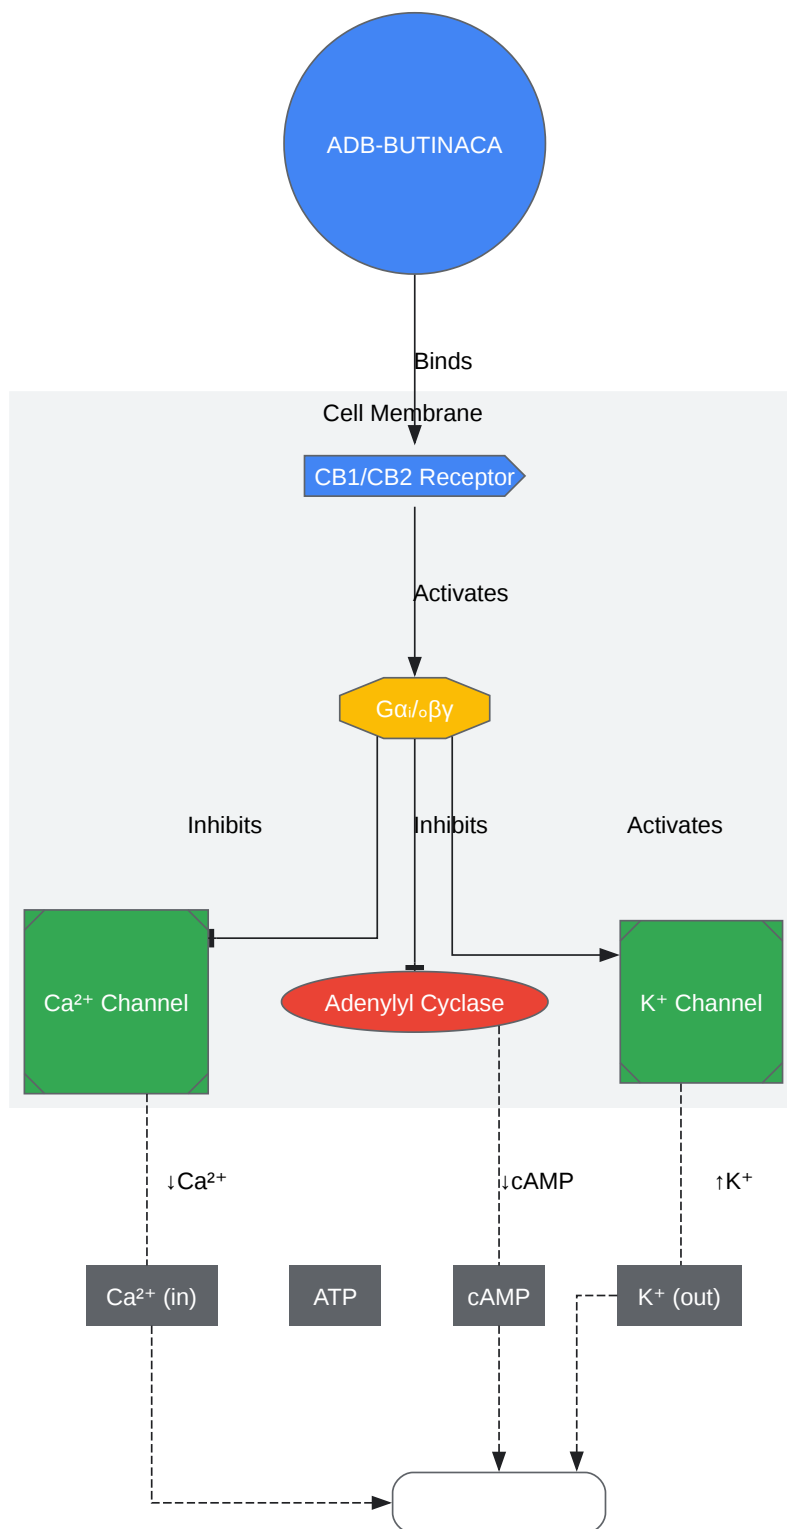 ADB-BUTINACA
Binds
Cell Membrane
CB1/CB2 Receptor
Activates
Gαᵢ/ₒβγ
Inhibits
Inhibits
Activates
Ca²⁺ Channel
Adenylyl Cyclase
K⁺ Channel
↓Ca²⁺
↓cAMP
↑K⁺
Ca²⁺ (in)
ATP
cAMP
K⁺ (out)